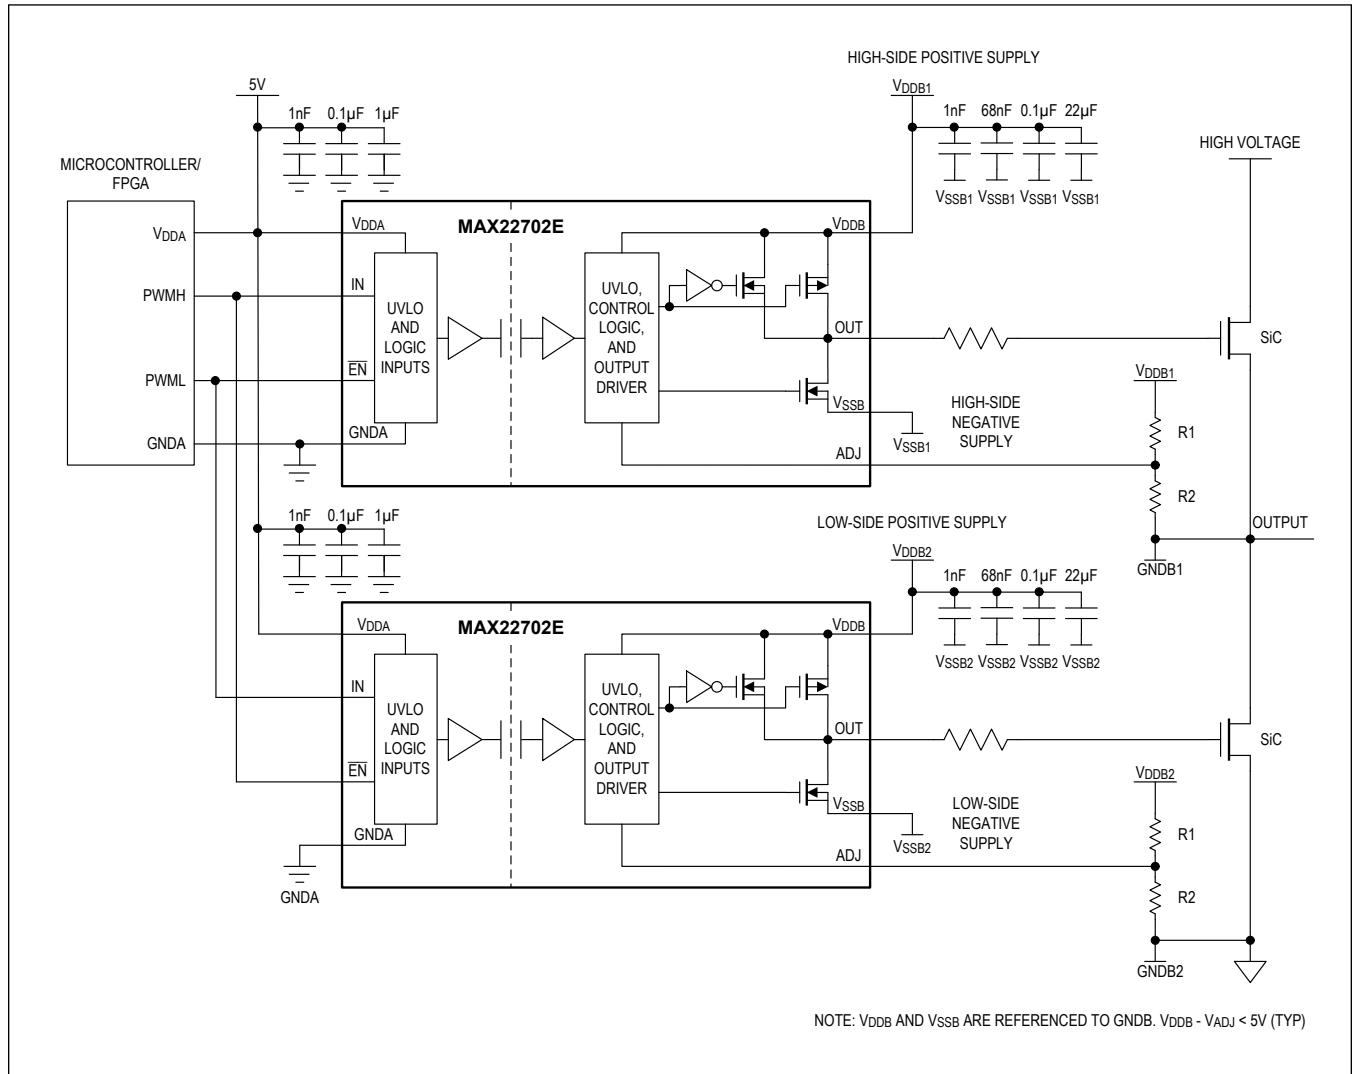 HIGH-SIDE POSITIVE SUPPLY
5V
VDDB1
1nF 0.1µF 1µF
1nF 68nF 0.1µF 22µF
HIGH VOLTAGE
MICROCONTROLLER/
FPGA
VSSB1 VSSB1 VSSB1 VSSB1
VDDA
VDDA
MAX22702E
VDDB
PWMH
IN
UVLO
AND
LOGIC
INPUTS
UVLO,
CONTROL
LOGIC,
AND
OUTPUT
DRIVER
OUT
SiC
PWML
EN
VDDB1
VSSB
HIGH-SIDE
NEGATIVE
SUPPLY
VSSB1
R1
GNDA
GNDA
ADJ
R2
1nF 0.1µF 1µF
LOW-SIDE POSITIVE SUPPLY
OUTPUT
VDDB2
GNDB1
1nF 68nF 0.1µF 22µF
VSSB2 VSSB2 VSSB2 VSSB2
VDDA
MAX22702E
VDDB
IN
UVLO
AND
LOGIC
INPUTS
UVLO,
CONTROL
LOGIC,
AND
OUTPUT
DRIVER
OUT
SiC
EN
VDDB2
VSSB
LOW-SIDE
NEGATIVE
SUPPLY
VSSB2
R1
GNDA
ADJ
GNDA
R2
GNDB2
NOTE: VDDB AND VSSB ARE REFERENCED TO GNDB. VDDB - VADJ < 5V (TYP)